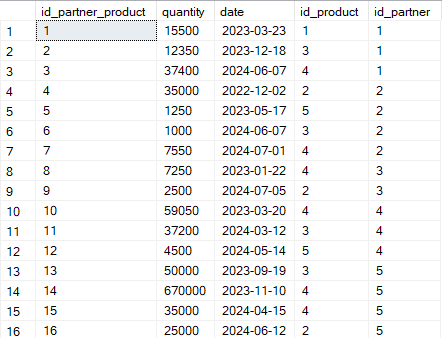 id_partner_product quantity date id_product id_partner
1 1 15500 2023-03-23 1 1
2 2 12350 2023-12-18 3 1
3 3 37400 2024-06-07 4 1
4 4 35000 2022-12-02 2 2
5 5 1250 2023-05-17 5 2
6 6 1000 2024-06-07 3 2
7 7 7550 2024-07-01 4 2
8 8 7250 2023-01-22 4 3
9 9 2500 2024-07-05 2 3
10 10 59050 2023-03-20 4 4
11 11 37200 2024-03-12 3 4
12 12 4500 2024-05-14 5 4
13 13 50000 2023-09-19 3 5
14 14 670000 2023-11-10 4 5
15 15 35000 2024-04-15 4 5
16 16 25000 2024-06-12 2 5